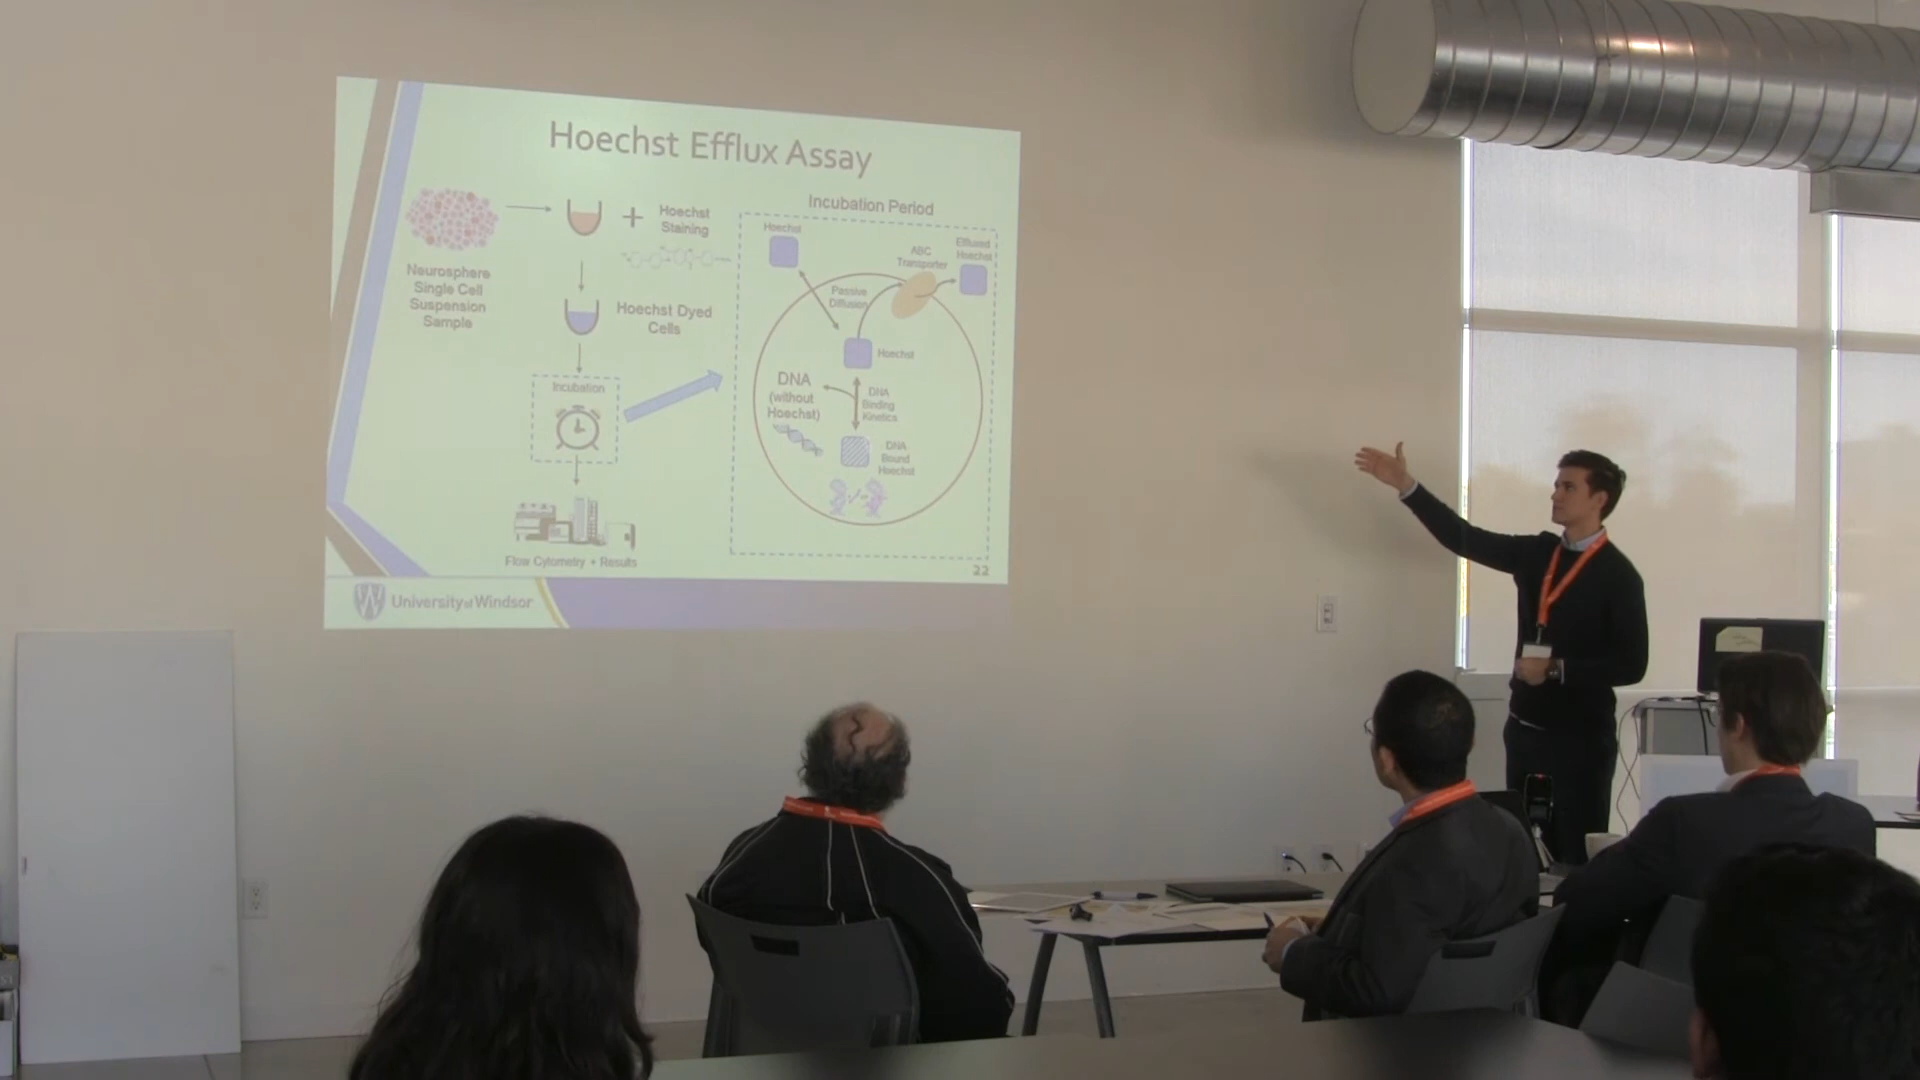 Hoechst Efflux Assay
Neurosphere
Single Cell
Suspension
Sample
+
Hoechst
Staining
Hoechst Dyed
Cells
Incubation
Flow Cytometry + Results
Incubation Period
Hoechst
ABC
Transporter
Effluxed
Hoechst
Passive
Diffusion
Hoechst
DNA
(without
Hoechst)
DNA
Binding
Kinetics
DNA
Bound
Hoechst
22
University of Windsor